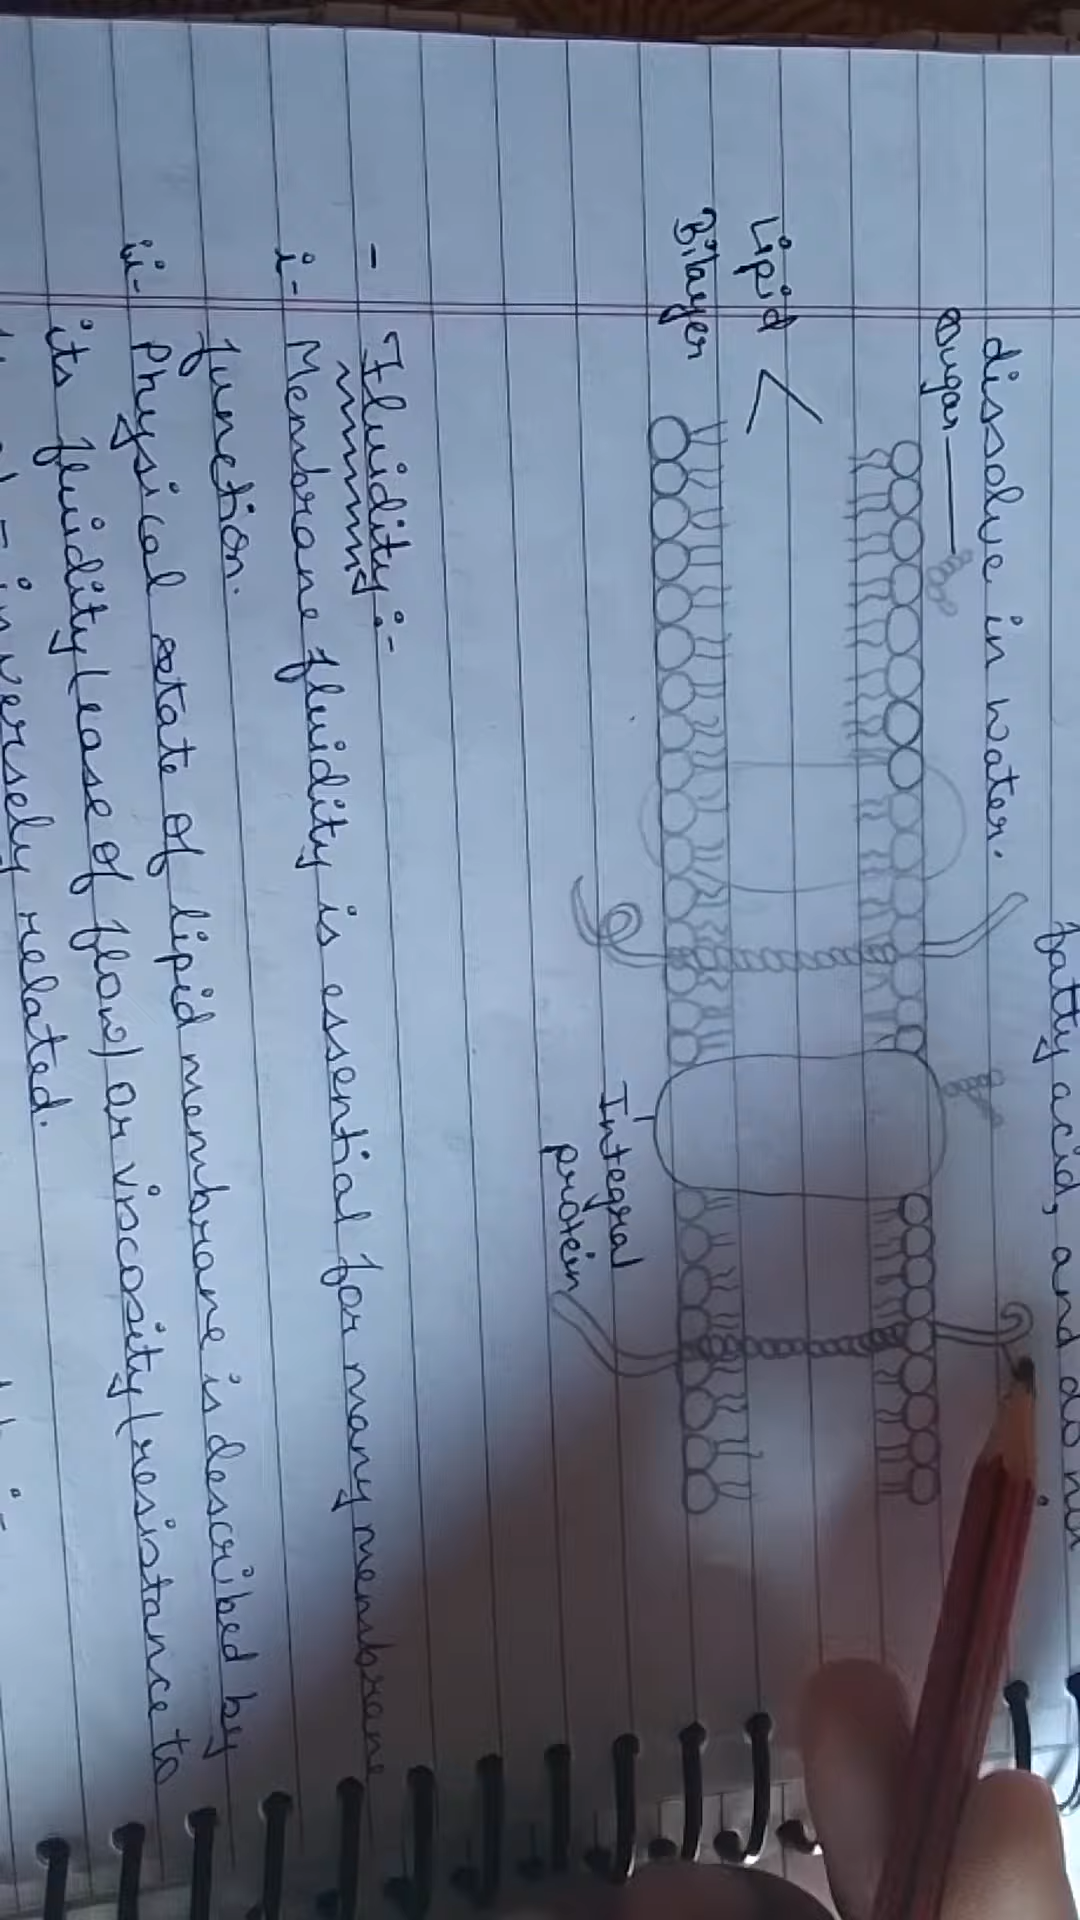 fatty acid, and do not
dissolve in water.
Sugar
Lipid
Bilayer
Integral
protein
- Fluidity :-
i- Membrane fluidity is essential for many membrane
function.
ii- Physical state of lipid membrane is described by
its fluidity (ease of flow) or viscosity (resistance to
inversely related.